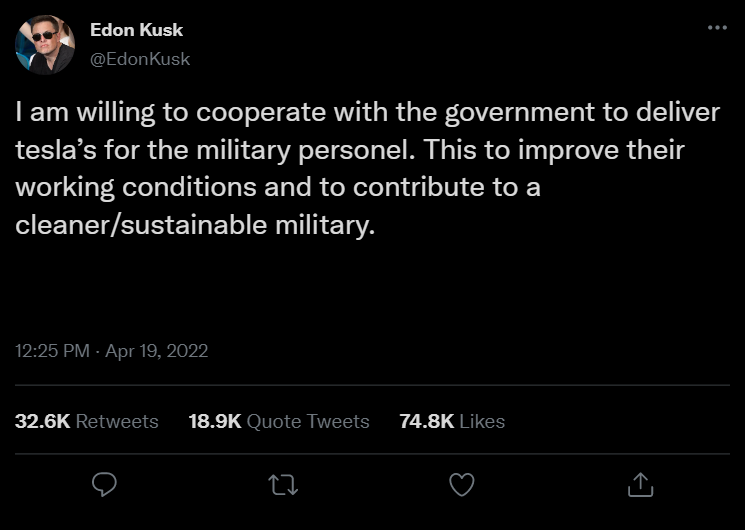 Edon Kusk
@EdonKusk
I am willing to cooperate with the government to deliver
tesla's for the military personel. This to improve their
working conditions and to contribute to a
cleaner/sustainable military.
12:25 PM · Apr 19, 2022
32.6K Retweets 18.9K Quote Tweets 74.8K Likes